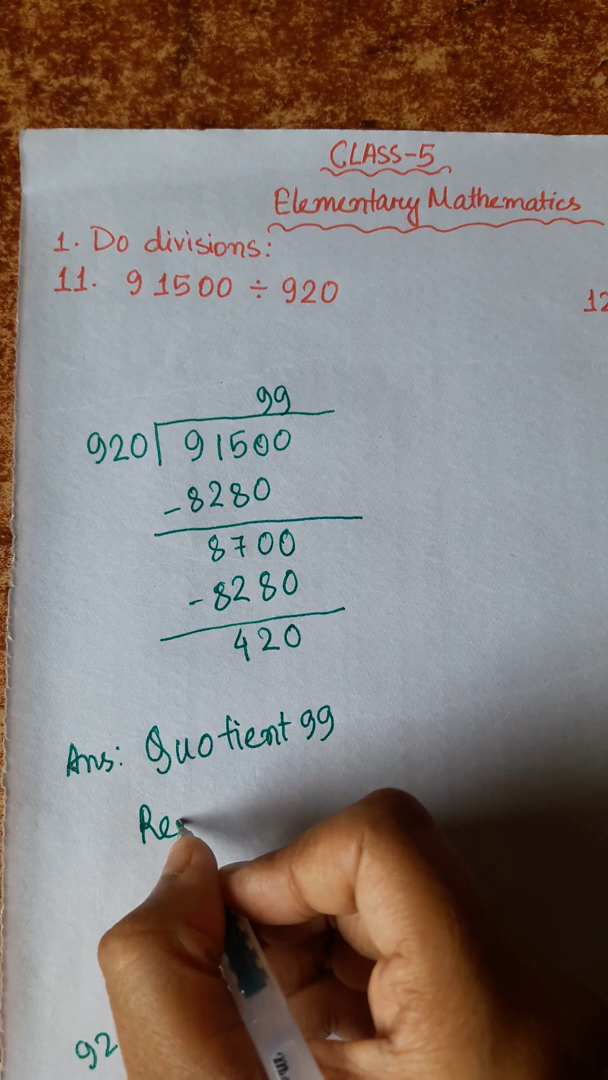 CLASS-5
Elementary Mathematics
1. Do divisions:
11. 91500 ÷ 920
12
99
920) 91500
-8280
8700
-8280
420
Ans: Quotient 99
Re
92